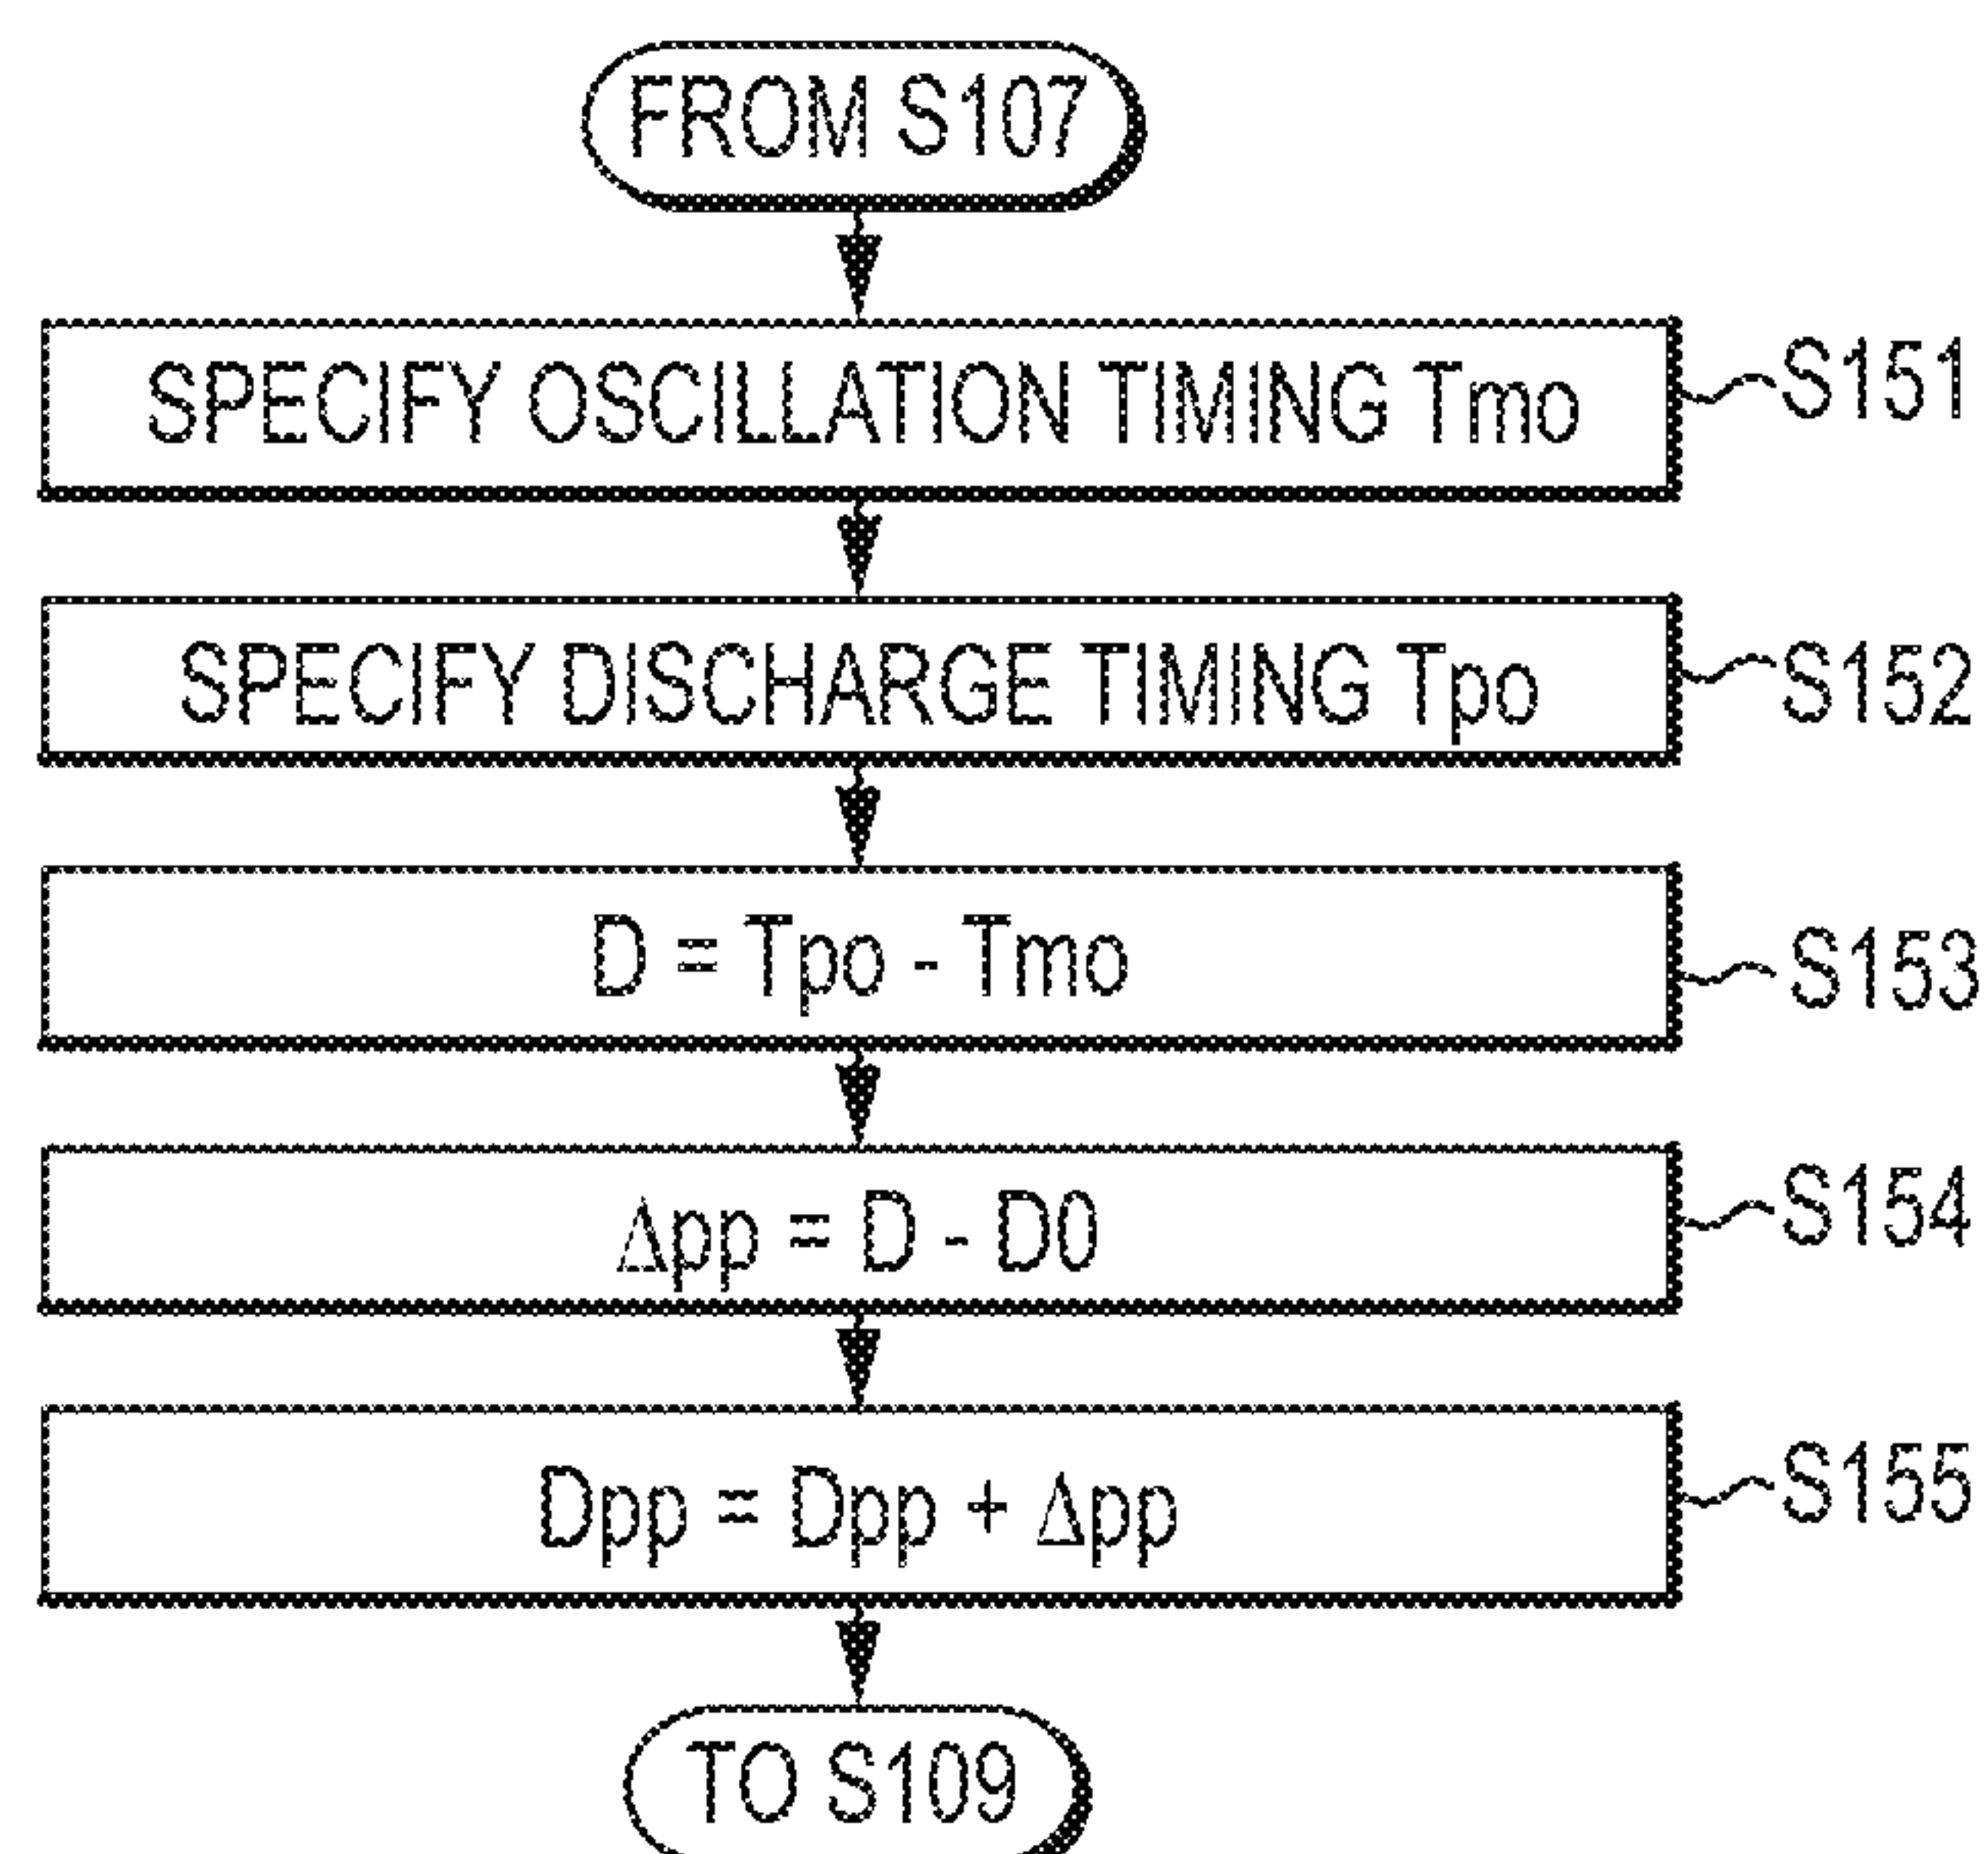 FROM S107
SPECIFY OSCILLATION TIMING Tmo
S151
SPECIFY DISCHARGE TIMING Tpo
S152
D = Tpo - Tmo
S153
Δpp = D - D0
S154
Dpp = Dpp + Δpp
S155
TO S109